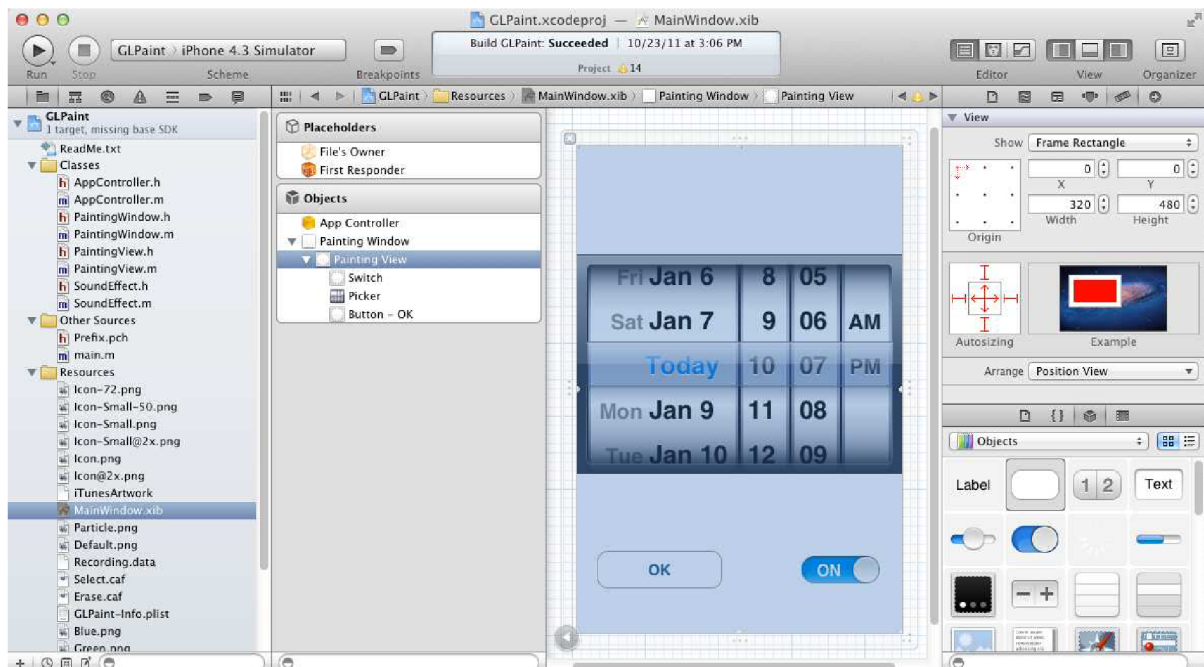 GLPaint.xcodeproj — MainWindow.xib
GLPaint iPhone 4.3 Simulator
Build GLPaint: Succeeded 10/23/11 at 3:06 PM
Project 14
Run Stop Scheme Breakpoints Editor View Organizer
GLPaint Resources MainWindow.xib Painting Window Painting View
GLPaint
1 target, missing base SDK
ReadMe.txt
Classes
AppController.h
AppController.m
PaintingWindow.h
PaintingWindow.m
PaintingView.h
PaintingView.m
SoundEffect.h
SoundEffect.m
Other Sources
Prefix.pch
main.m
Resources
Icon-72.png
Icon-Small-50.png
Icon-Small.png
Icon-Small@2x.png
Icon.png
Icon@2x.png
iTunesArtwork
MainWindow.xib
Particle.png
Default.png
Recording.data
Select.caf
Erase.caf
GLPaint-Info.plist
Blue.png
Green.png
Placeholders
File's Owner
First Responder
Objects
App Controller
Painting Window
Painting View
Switch
Picker
Button - OK
Fri Jan 6 8 05
Sat Jan 7 9 06 AM
Today 10 07 PM
Mon Jan 9 11 08
Tue Jan 10 12 09
OK ON
View
Show Frame Rectangle
0 0
X Y
320 480
Width Height
Origin
Autosizing Example
Arrange Position View
{}
Objects
Label 1 2 Text